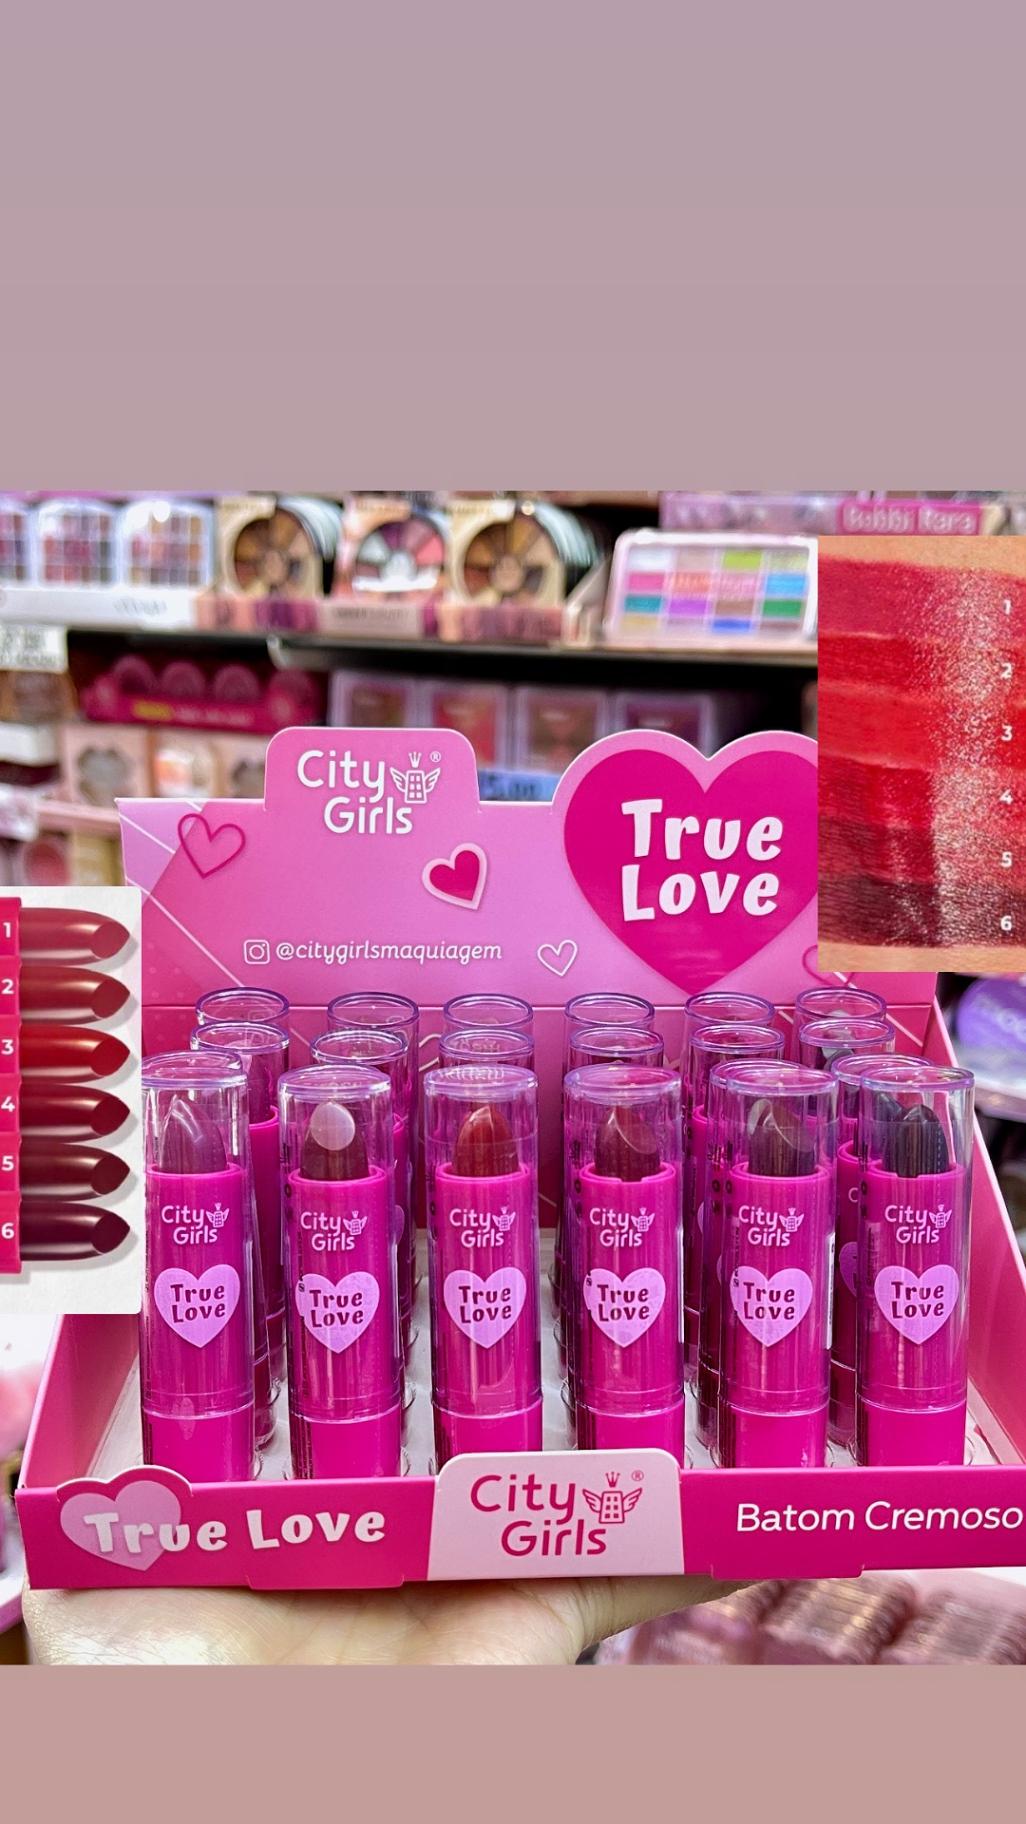 Bobbi Rara
City
Girls
®
True
Love
@citygirlsmaquiagem
1
2
3
4
5
6
1
2
3
4
5
6
City
Girls
True
Love
City
Girls
True
Love
City
Girls
True
Love
City
Girls
True
Love
City
Girls
True
Love
City
Girls
True
Love
True Love
City
Girls
®
Batom Cremoso